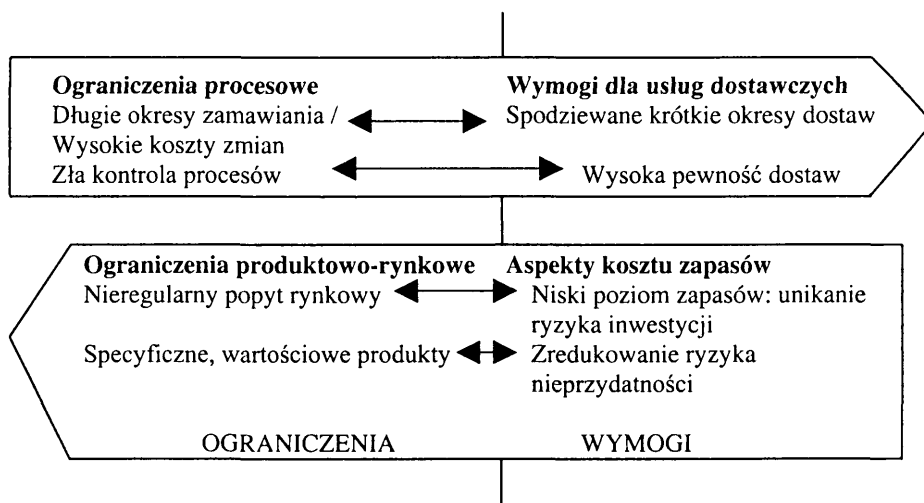 Ograniczenia procesowe
Długie okresy zamawiania /
Wysokie koszty zmian
Zła kontrola procesów
Wymogi dla usług dostawczych
Spodziewane krótkie okresy dostaw
Wysoka pewność dostaw
Ograniczenia produktowo-rynkowe
Nieregularny popyt rynkowy
Specyficzne, wartościowe produkty
Aspekty kosztu zapasów
Niski poziom zapasów: unikanie
ryzyka inwestycji
Zredukowanie ryzyka
nieprzydatności
OGRANICZENIA
WYMOGI